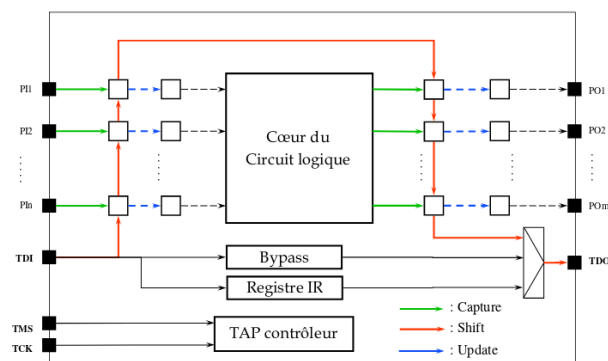 PI1
PO1
PI2
PO2
Cœur du
Circuit logique
PIn
POm
TDI
Bypass
TDO
Registre IR
TMS
TCK
TAP contrôleur
: Capture
: Shift
: Update